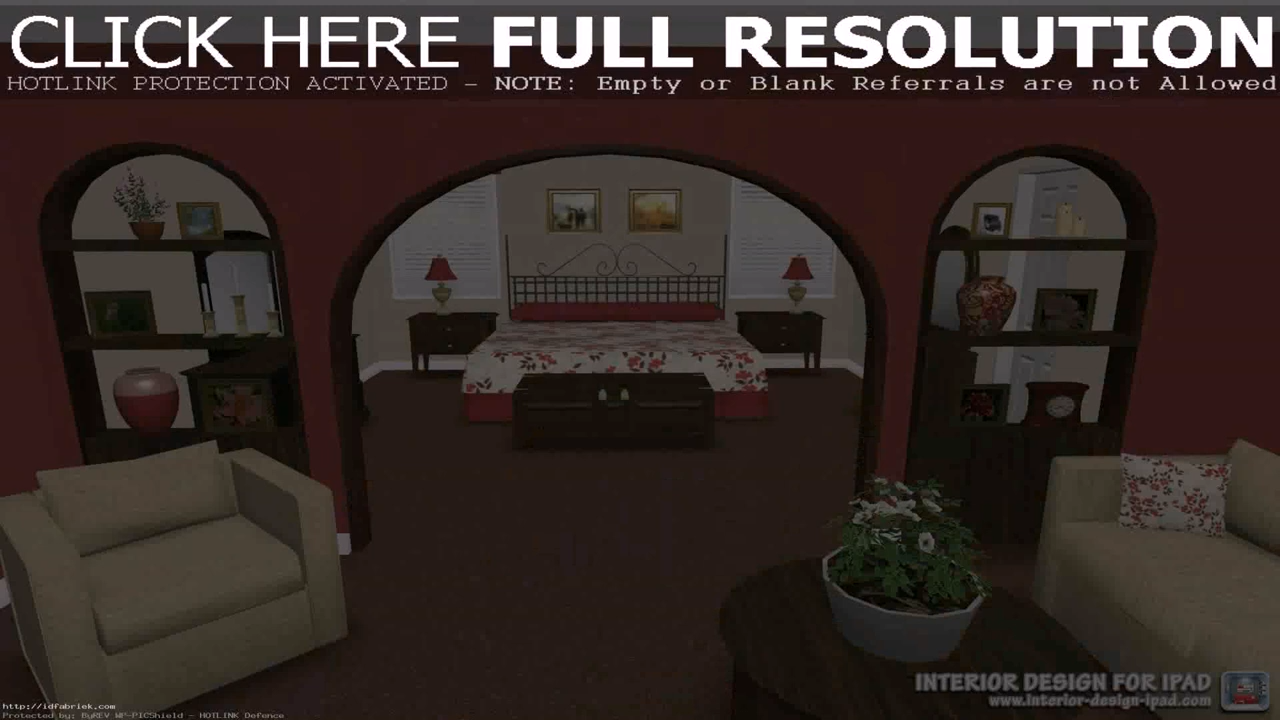 CLICK HERE FULL RESOLUTION
HOTLINK PROTECTION ACTIVATED - NOTE: Empty or Blank Referrals are not Allowed
INTERIOR DESIGN FOR IPAD
www.interior-design-ipad.com
http://idfabriek.com
Protected by: ByREV WP-PICShield - HOTLINK Defence